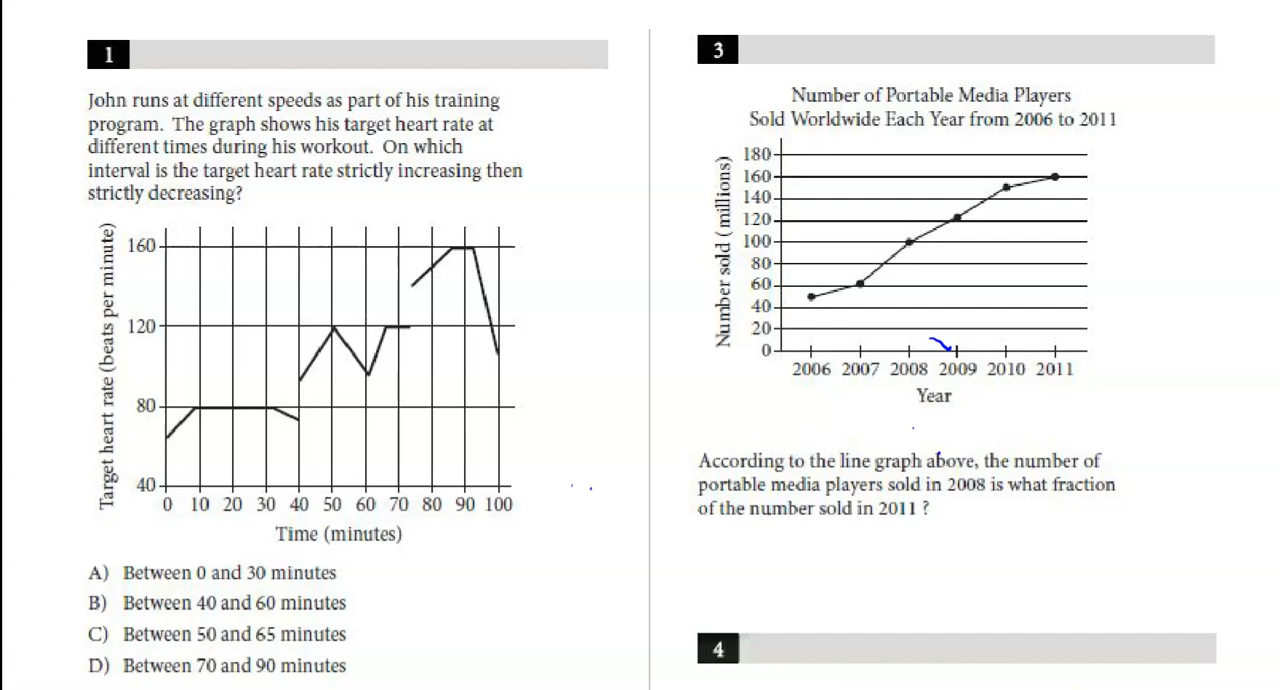 1
John runs at different speeds as part of his training
program. The graph shows his target heart rate at
different times during his workout. On which
interval is the target heart rate strictly increasing then
strictly decreasing?
Target heart rate (beats per minute)
160
120
80
40
0 10 20 30 40 50 60 70 80 90 100
Time (minutes)
A) Between 0 and 30 minutes
B) Between 40 and 60 minutes
C) Between 50 and 65 minutes
D) Between 70 and 90 minutes
3
Number of Portable Media Players
Sold Worldwide Each Year from 2006 to 2011
Number sold (millions)
180
160
140
120
100
80
60
40
20
0
2006 2007 2008 2009 2010 2011
Year
According to the line graph above, the number of
portable media players sold in 2008 is what fraction
of the number sold in 2011 ?
4